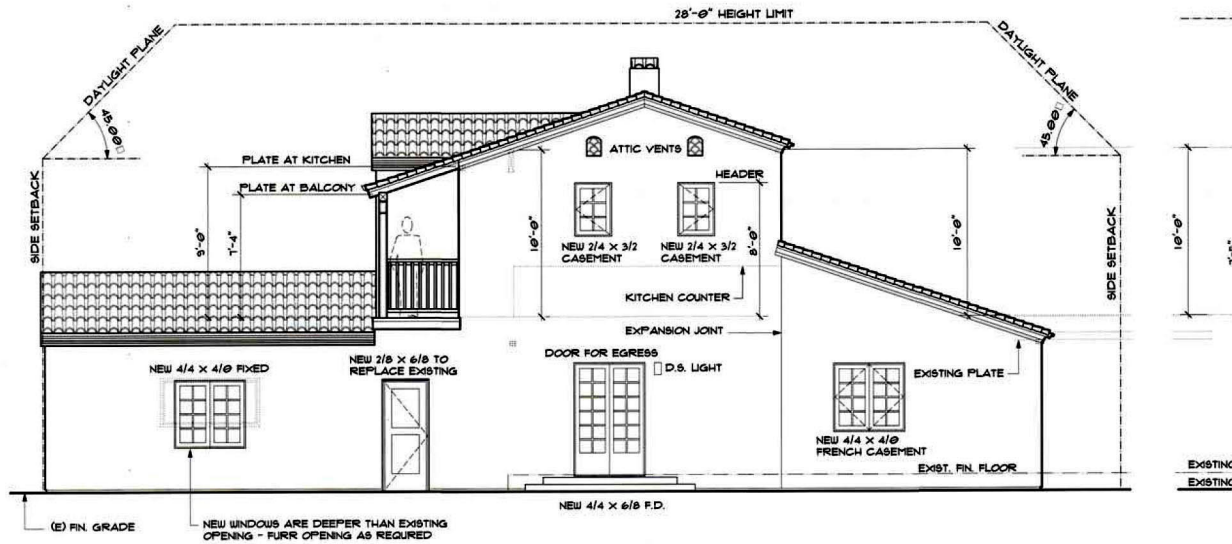 28'-0" HEIGHT LIMIT
DAYLIGHT PLANE
DAYLIGHT PLANE
45.00□
45.00□
PLATE AT KITCHEN
ATTIC VENTS
PLATE AT BALCONY
HEADER
SIDE SETBACK
9'-0"
7'-4"
10'-0"
8'-0"
10'-0"
SIDE SETBACK
10'-0"
NEW 2/4 X 3/2
CASEMENT
NEW 2/4 X 3/2
CASEMENT
KITCHEN COUNTER
EXPANSION JOINT
DOOR FOR EGRESS
D.S. LIGHT
NEW 2/8 X 6/8 TO
REPLACE EXISTING
NEW 4/4 X 4/0 FIXED
EXISTING PLATE
NEW 4/4 X 4/0
FRENCH CASEMENT
EXIST. FIN. FLOOR
EXISTING
EXISTING
NEW 4/4 X 6/8 F.D.
(E) FIN. GRADE
NEW WINDOWS ARE DEEPER THAN EXISTING
OPENING - FURR OPENING AS REQUIRED